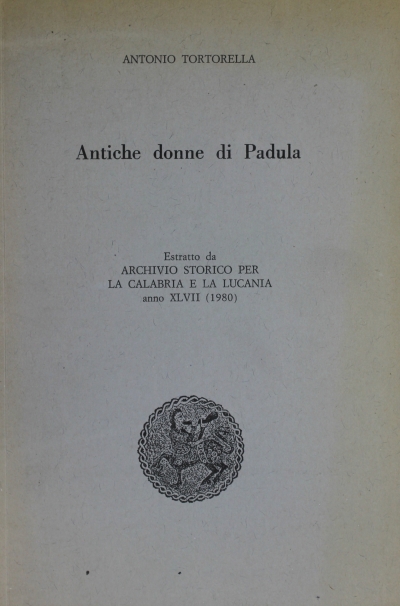 ANTONIO TORTORELLA
Antiche donne di Padula
Estratto da
ARCHIVIO STORICO PER
LA CALABRIA E LA LUCANIA
anno XLVII (1980)